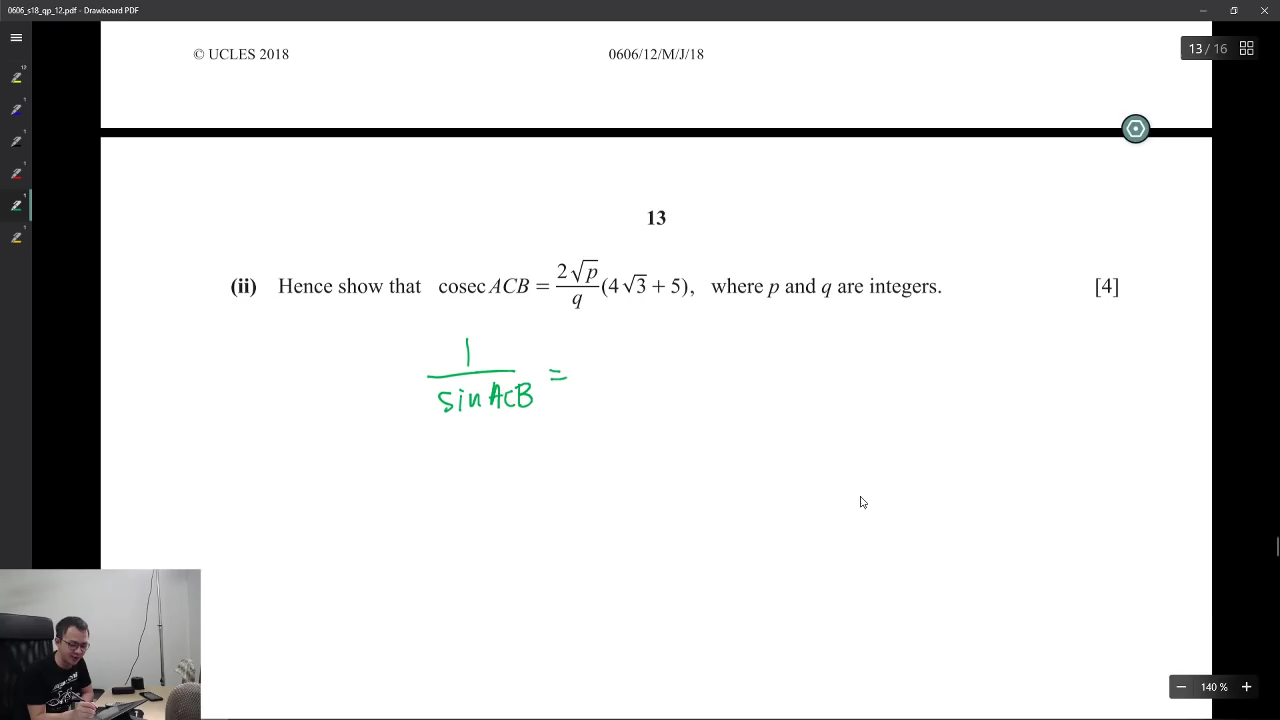 0606_s18_qp_12.pdf - Drawboard PDF
© UCLES 2018 0606/12/M/J/18
13 / 16
13
(ii) Hence show that cosec ACB = 2√p/q (4√3 + 5), where p and q are integers. [4]
1
sin ACB =
140 %